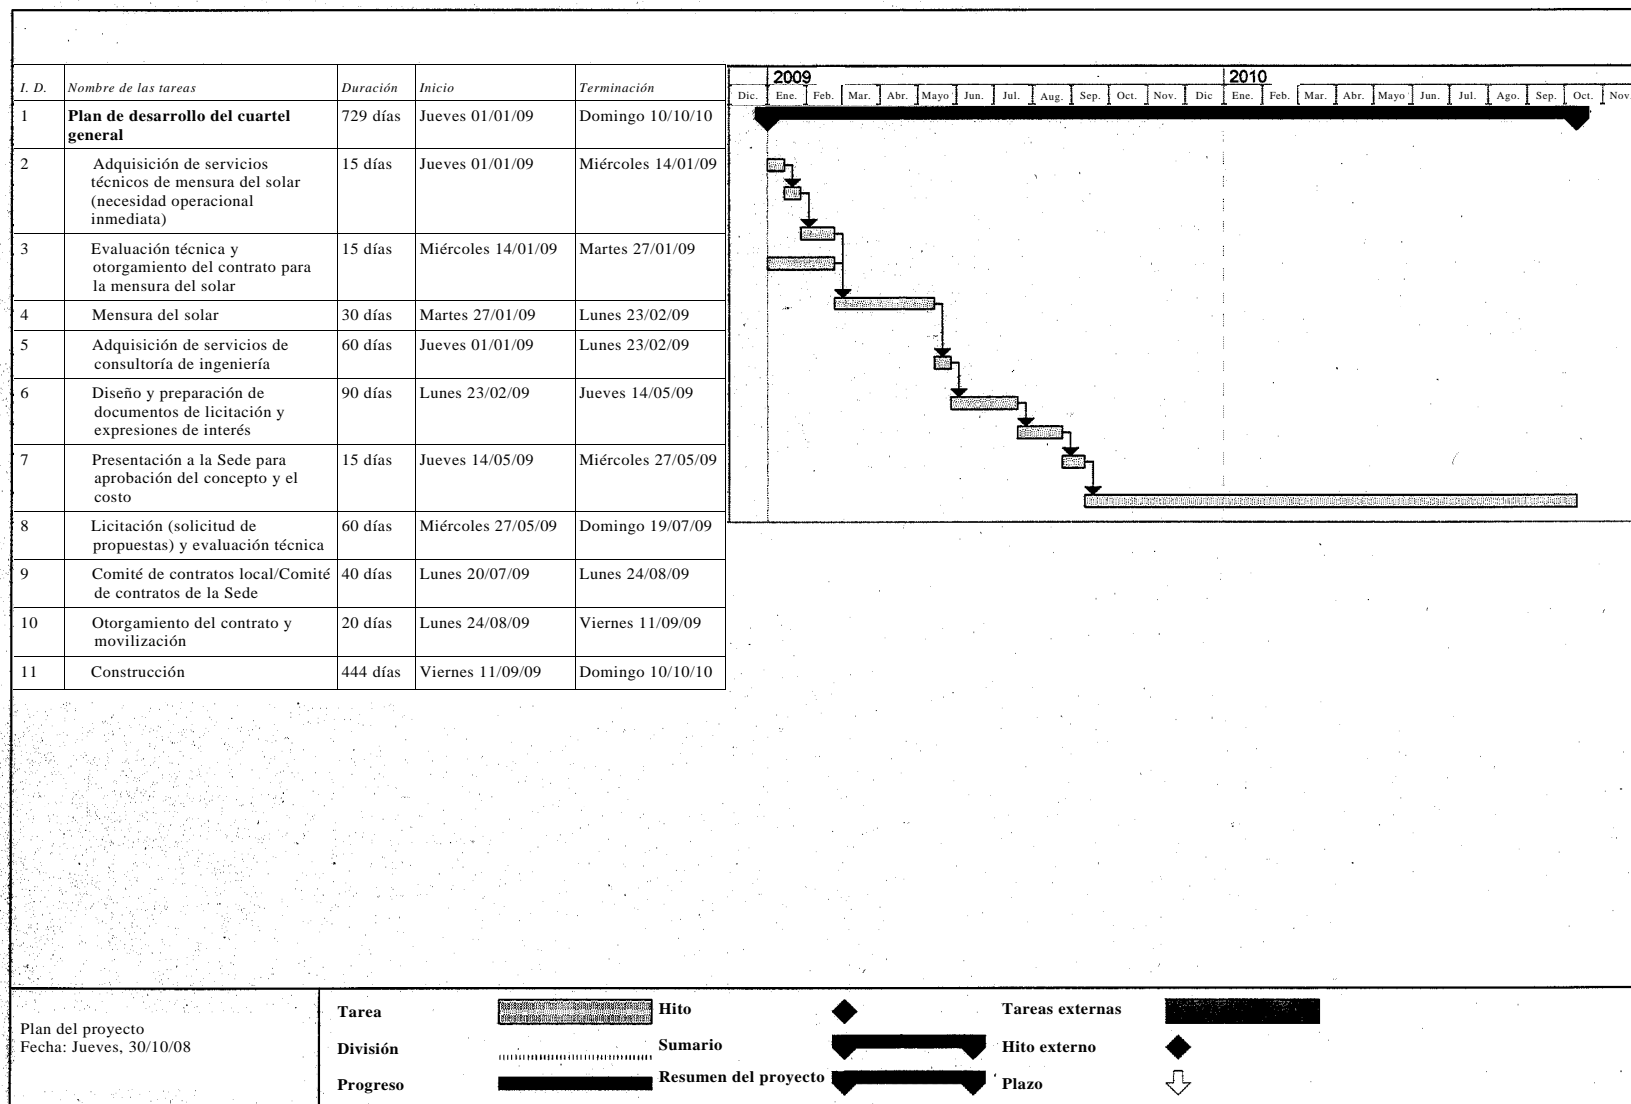 I. D. Nombre de las tareas Duración Inicio Terminación
1 Plan de desarrollo del cuartel 729 días Jueves 01/01/09 Domingo 10/10/10
general
2 Adquisición de servicios 15 días Jueves 01/01/09 Miércoles 14/01/09
técnicos de mensura del solar
(necesidad operacional
inmediata)
3 Evaluación técnica y 15 días Miércoles 14/01/09 Martes 27/01/09
otorgamiento del contrato para
la mensura del solar
4 Mensura del solar 30 días Martes 27/01/09 Lunes 23/02/09
5 Adquisición de servicios de 60 días Jueves 01/01/09 Lunes 23/02/09
consultoría de ingeniería
6 Diseño y preparación de 90 días Lunes 23/02/09 Jueves 14/05/09
documentos de licitación y
expresiones de interés
7 Presentación a la Sede para 15 días Jueves 14/05/09 Miércoles 27/05/09
aprobación del concepto y el
costo
8 Licitación (solicitud de 60 días Miércoles 27/05/09 Domingo 19/07/09
propuestas) y evaluación técnica
9 Comité de contratos local/Comité 40 días Lunes 20/07/09 Lunes 24/08/09
de contratos de la Sede
10 Otorgamiento del contrato y 20 días Lunes 24/08/09 Viernes 11/09/09
movilización
11 Construcción 444 días Viernes 11/09/09 Domingo 10/10/10
2009 2010
Dic. Ene. Feb. Mar. Abr. Mayo Jun. Jul. Aug. Sep. Oct. Nov. Dic Ene. Feb. Mar. Abr. Mayo Jun. Jul. Ago. Sep. Oct. Nov.
Plan del proyecto
Fecha: Jueves, 30/10/08
Tarea Hito Tareas externas
División Sumario Hito externo
Progreso Resumen del proyecto Plazo